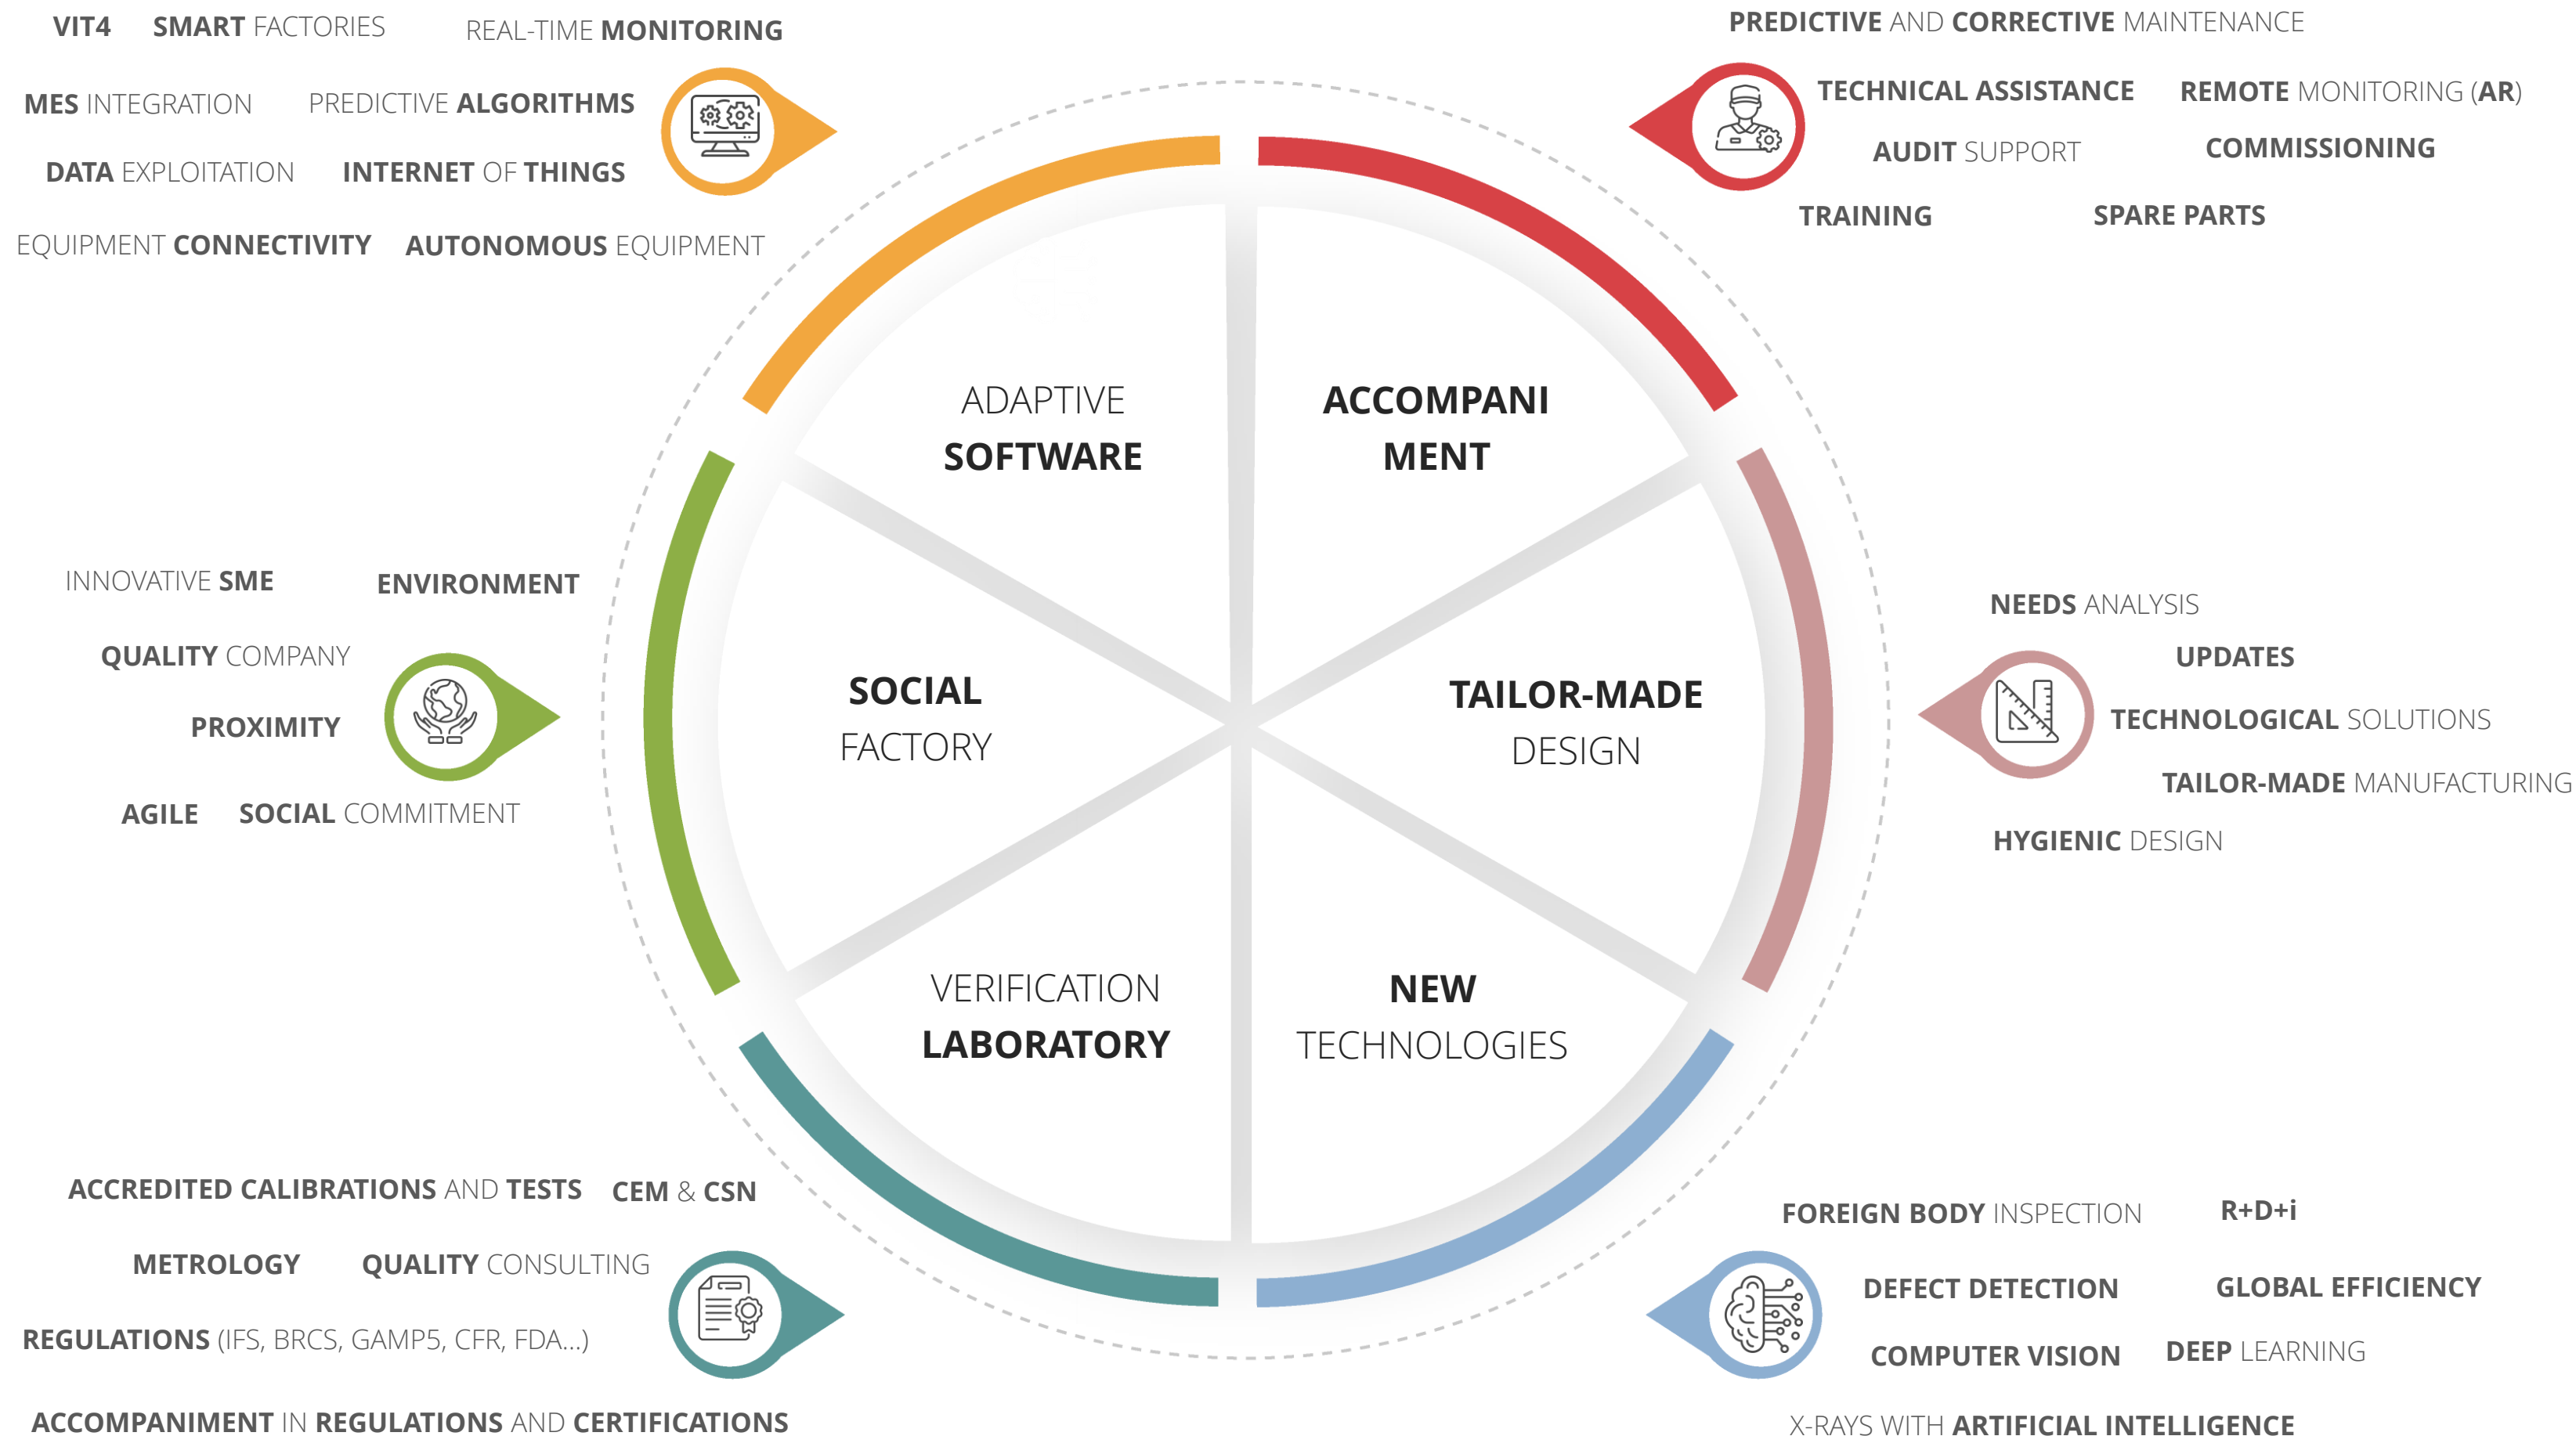 VIT4
SMART FACTORIES
REAL-TIME MONITORING
MES INTEGRATION
PREDICTIVE ALGORITHMS
DATA EXPLOITATION
INTERNET OF THINGS
EQUIPMENT CONNECTIVITY
AUTONOMOUS EQUIPMENT
PREDICTIVE AND CORRECTIVE MAINTENANCE
TECHNICAL ASSISTANCE
REMOTE MONITORING (AR)
AUDIT SUPPORT
COMMISSIONING
TRAINING
SPARE PARTS
ADAPTIVE
SOFTWARE
ACCOMPANI
MENT
INNOVATIVE SME
ENVIRONMENT
QUALITY COMPANY
PROXIMITY
AGILE
SOCIAL COMMITMENT
SOCIAL
FACTORY
TAILOR-MADE
DESIGN
NEEDS ANALYSIS
UPDATES
TECHNOLOGICAL SOLUTIONS
TAILOR-MADE MANUFACTURING
HYGIENIC DESIGN
VERIFICATION
LABORATORY
NEW
TECHNOLOGIES
ACCREDITED CALIBRATIONS AND TESTS
CEM & CSN
METROLOGY
QUALITY CONSULTING
REGULATIONS (IFS, BRCS, GAMP5, CFR, FDA...)
ACCOMPANIMENT IN REGULATIONS AND CERTIFICATIONS
FOREIGN BODY INSPECTION
R+D+i
DEFECT DETECTION
GLOBAL EFFICIENCY
COMPUTER VISION
DEEP LEARNING
X-RAYS WITH ARTIFICIAL INTELLIGENCE